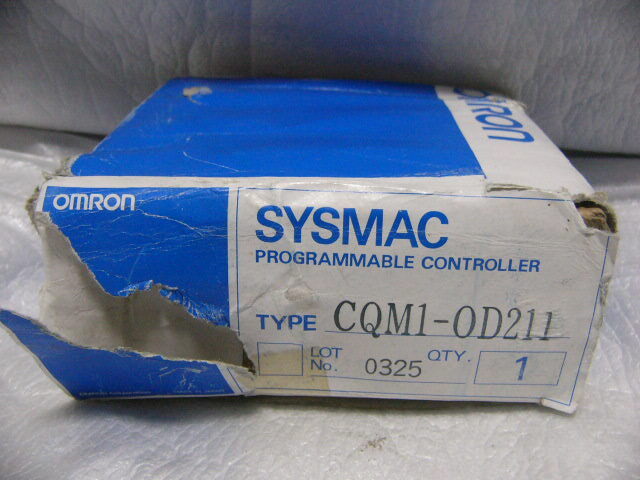 OMRON
OMRON
SYSMAC
PROGRAMMABLE CONTROLLER
TYPE CQM1-OD211
LOT No. 0325 QTY. 1